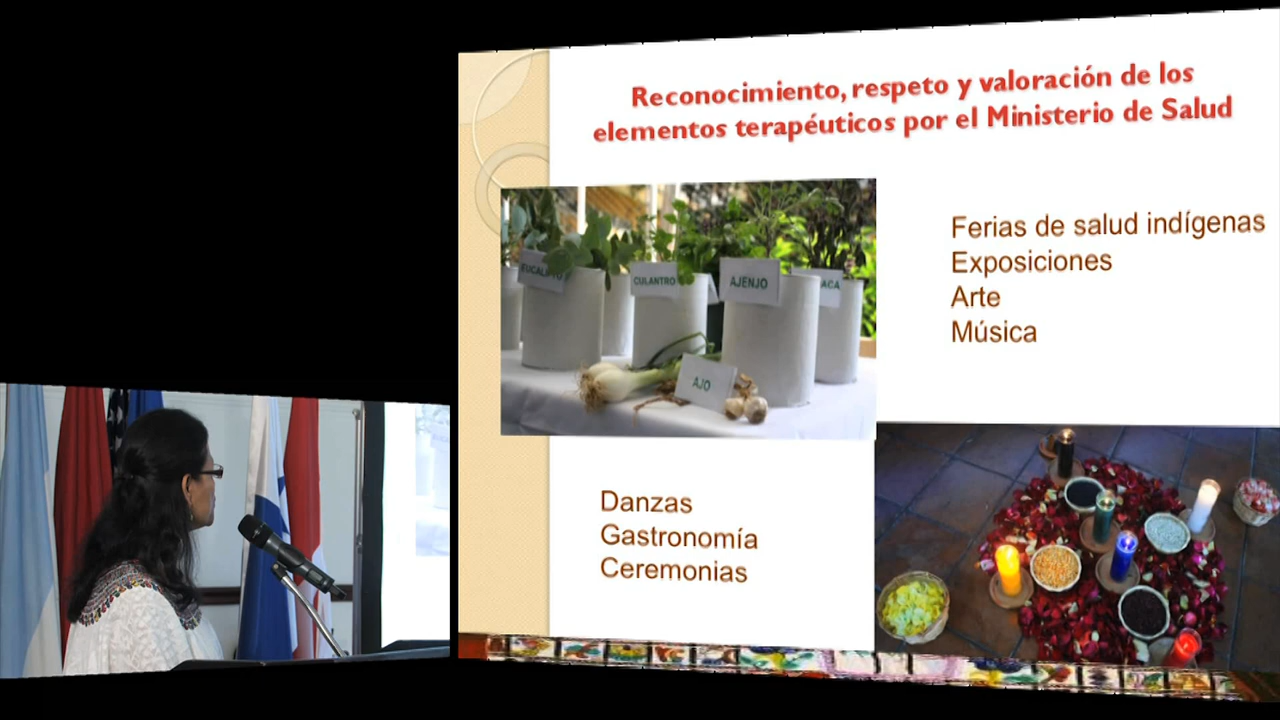 Reconocimiento, respeto y valoración de los
elementos terapéuticos por el Ministerio de Salud
Ferias de salud indígenas
Exposiciones
Arte
Música
CULANTRO
AJENJO
AJO
Danzas
Gastronomía
Ceremonias